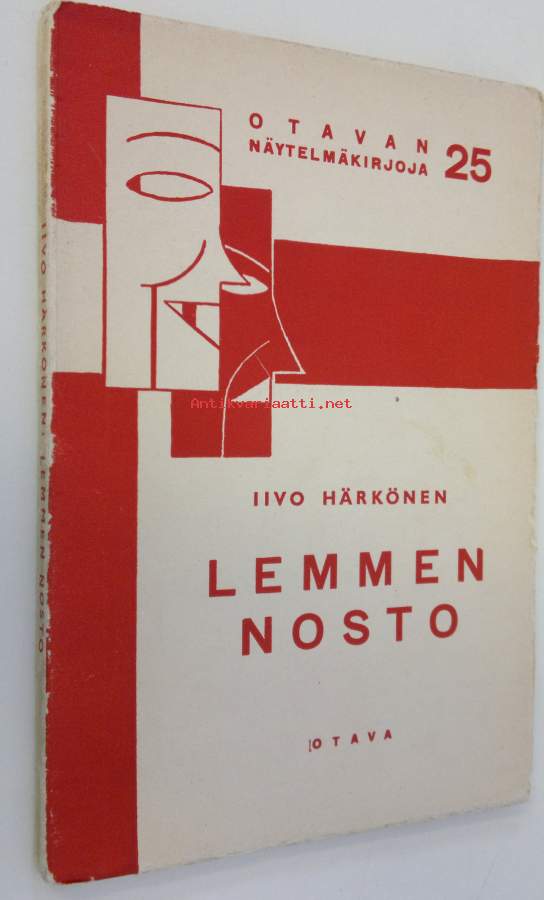 OTAVAN
NÄYTELMÄKIRJOJA 25
Antikvariaatti.net
IIVO HÄRKÖNEN
LEMMEN
NOSTO
OTAVA
IIVO HÄRKÖNEN: LEMMEN NOSTO